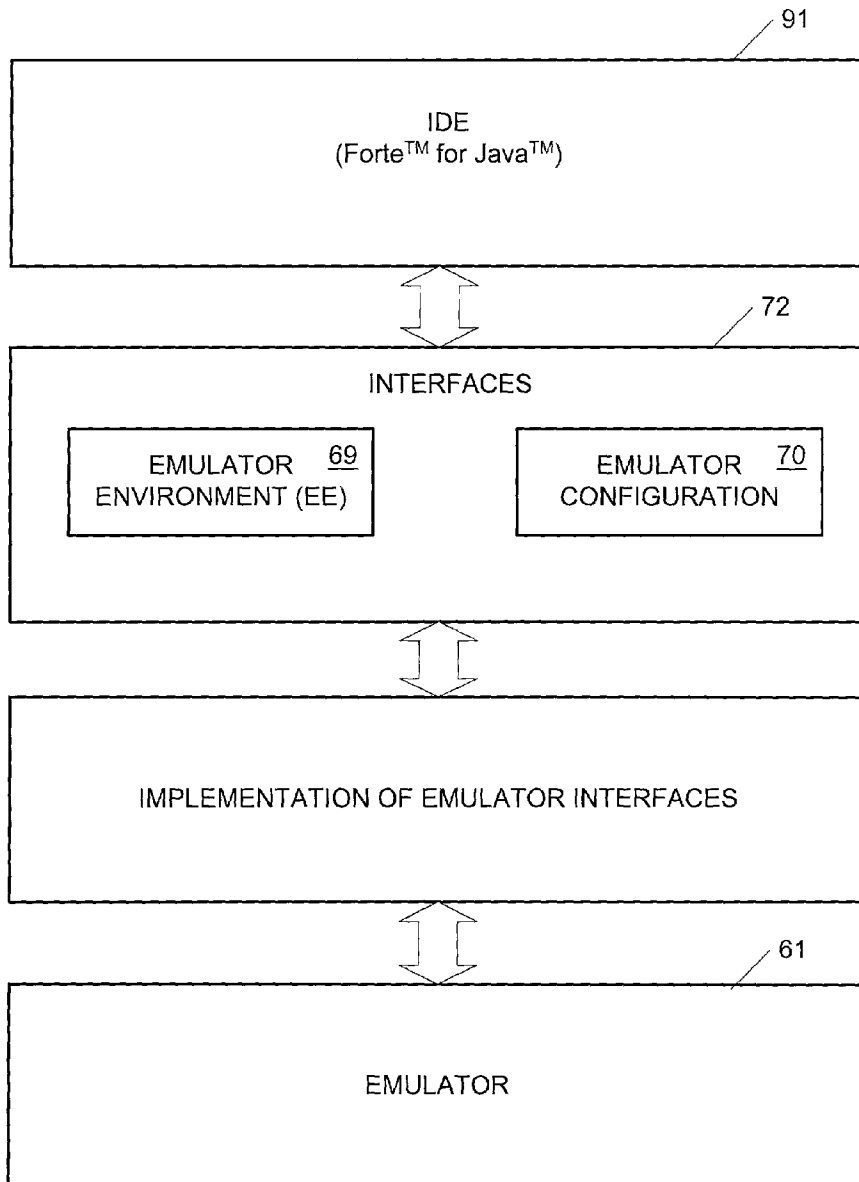 91
IDE
(Forte™ for Java™)
72
INTERFACES
EMULATOR 69
ENVIRONMENT (EE)
EMULATOR 70
CONFIGURATION
IMPLEMENTATION OF EMULATOR INTERFACES
61
EMULATOR